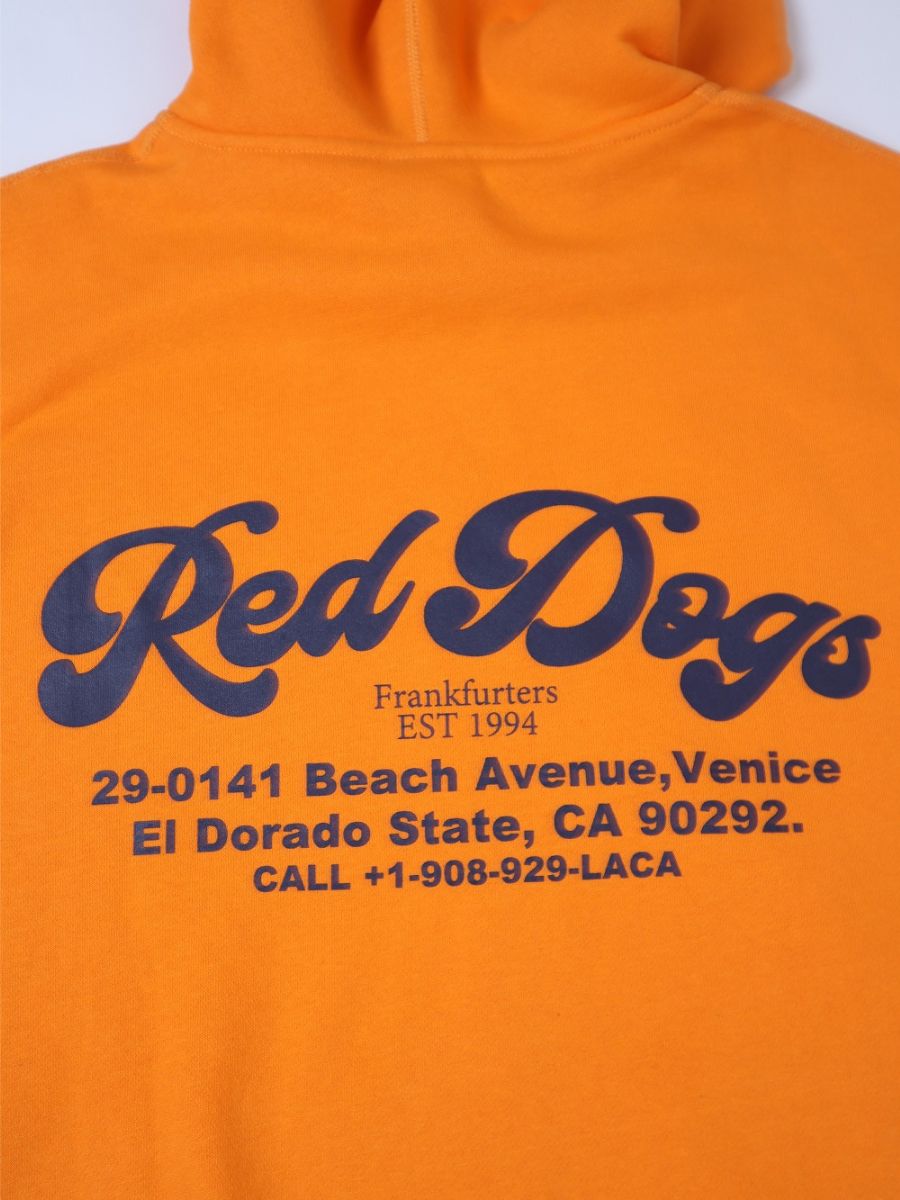 Red Dogs
Frankfurters
EST 1994
29-0141 Beach Avenue,Venice
El Dorado State, CA 90292.
CALL +1-908-929-LACA